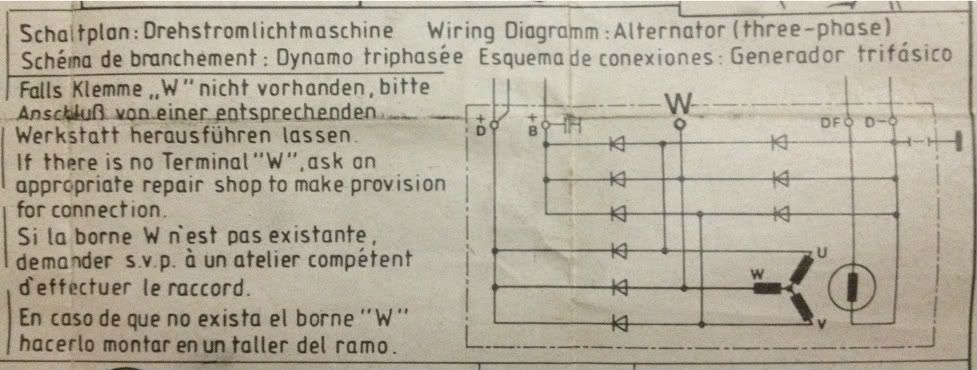 Schaltplan: Drehstromlichtmaschine Wiring Diagramm: Alternator (three-phase)
Schéma de branchement: Dynamo triphasée Esquema de conexiones: Generador trifásico
Falls Klemme „W" nicht vorhanden, bitte
Anschluß von einer entsprechenden
Werkstatt herausführen lassen.
If there is no Terminal "W", ask an
appropriate repair shop to make provision
for connection.
Si la borne W n'est pas existante,
demander s.v.p. à un atelier compétent
d'effectuer le raccord.
En caso de que no exista el borne "W"
hacerlo montar en un taller del ramo.
+ D + B W DF D-
U
W
V